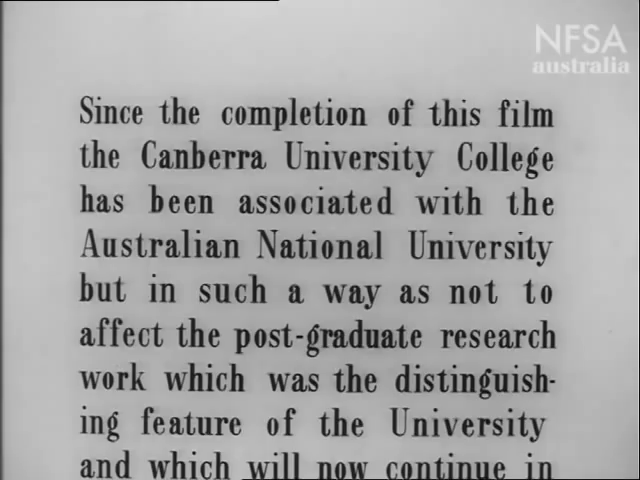 NFSA
australia
Since the completion of this film
the Canberra University College
has been associated with the
Australian National University
but in such a way as not to
affect the post-graduate research
work which was the distinguish-
ing feature of the University
and which will now continue in